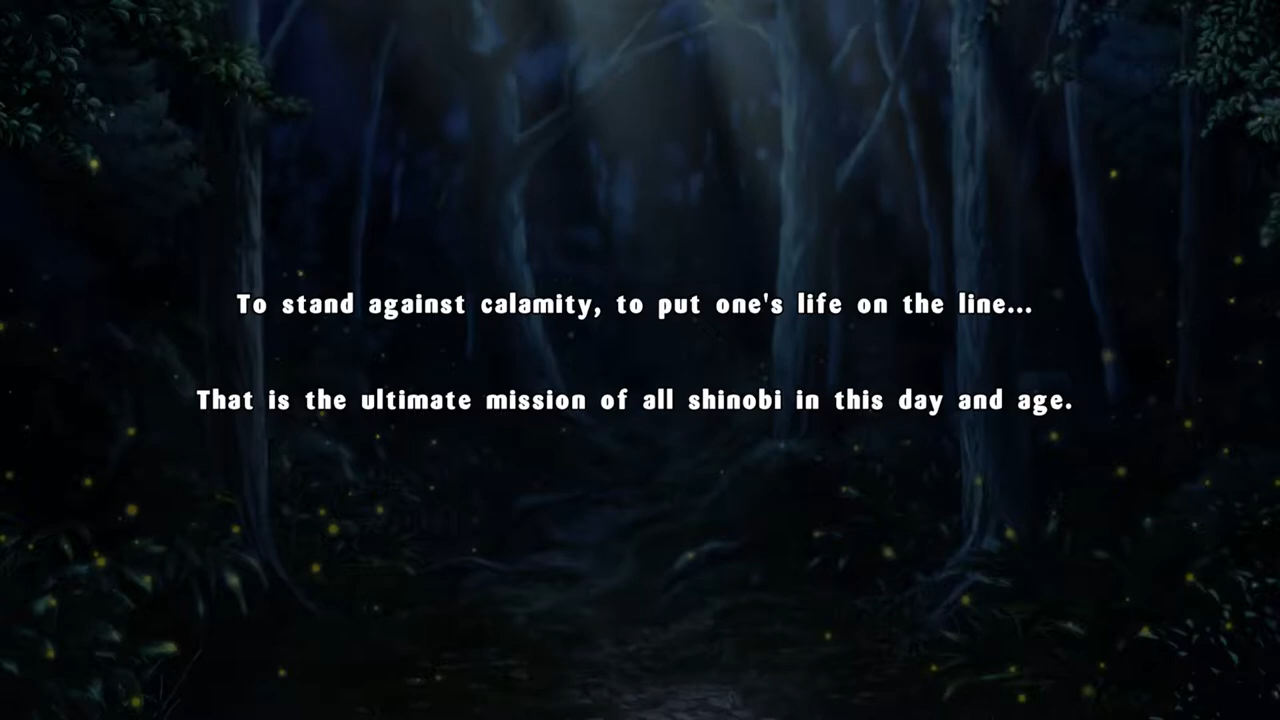 To stand against calamity, to put one's life on the line...
That is the ultimate mission of all shinobi in this day and age.